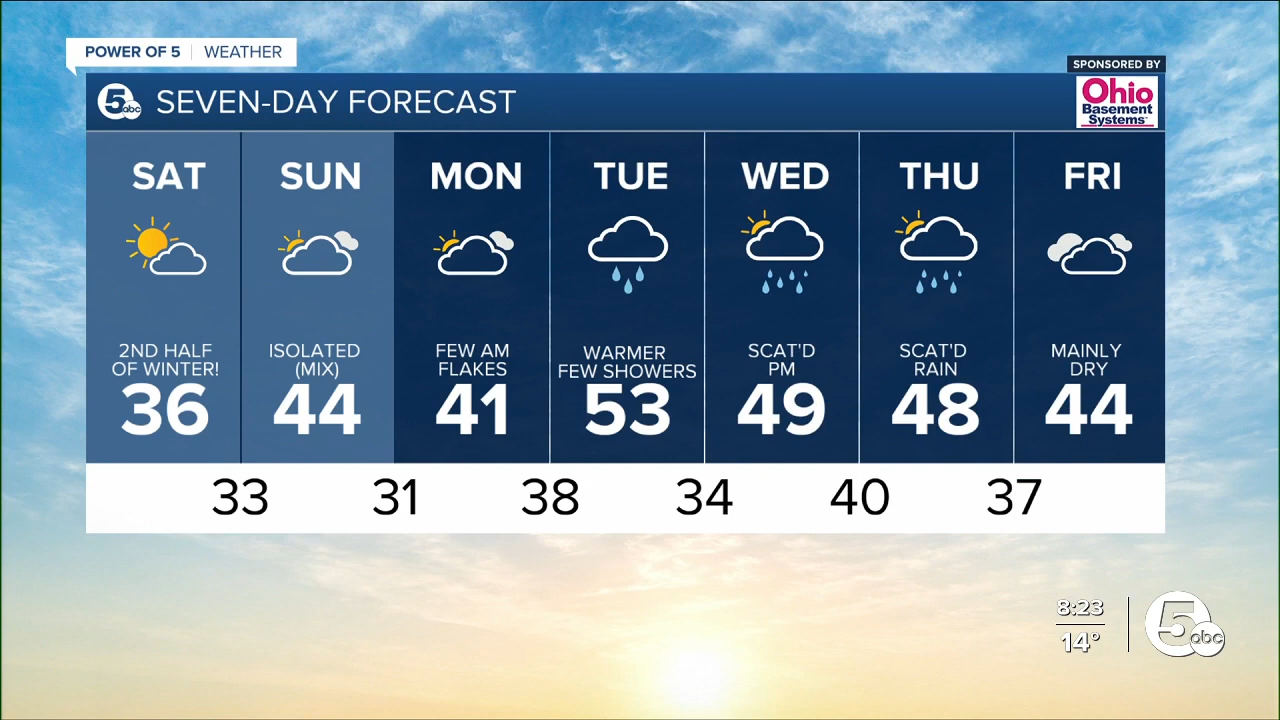 POWER OF 5 | WEATHER
SPONSORED BY
5abc SEVEN-DAY FORECAST
Ohio
Basement
Systems
SAT SUN MON TUE WED THU FRI
2ND HALF
OF WINTER!
ISOLATED
(MIX)
FEW AM
FLAKES
WARMER
FEW SHOWERS
SCAT'D
PM
SCAT'D
RAIN
MAINLY
DRY
36 44 41 53 49 48 44
33 31 38 34 40 37
8:23
14°
5abc